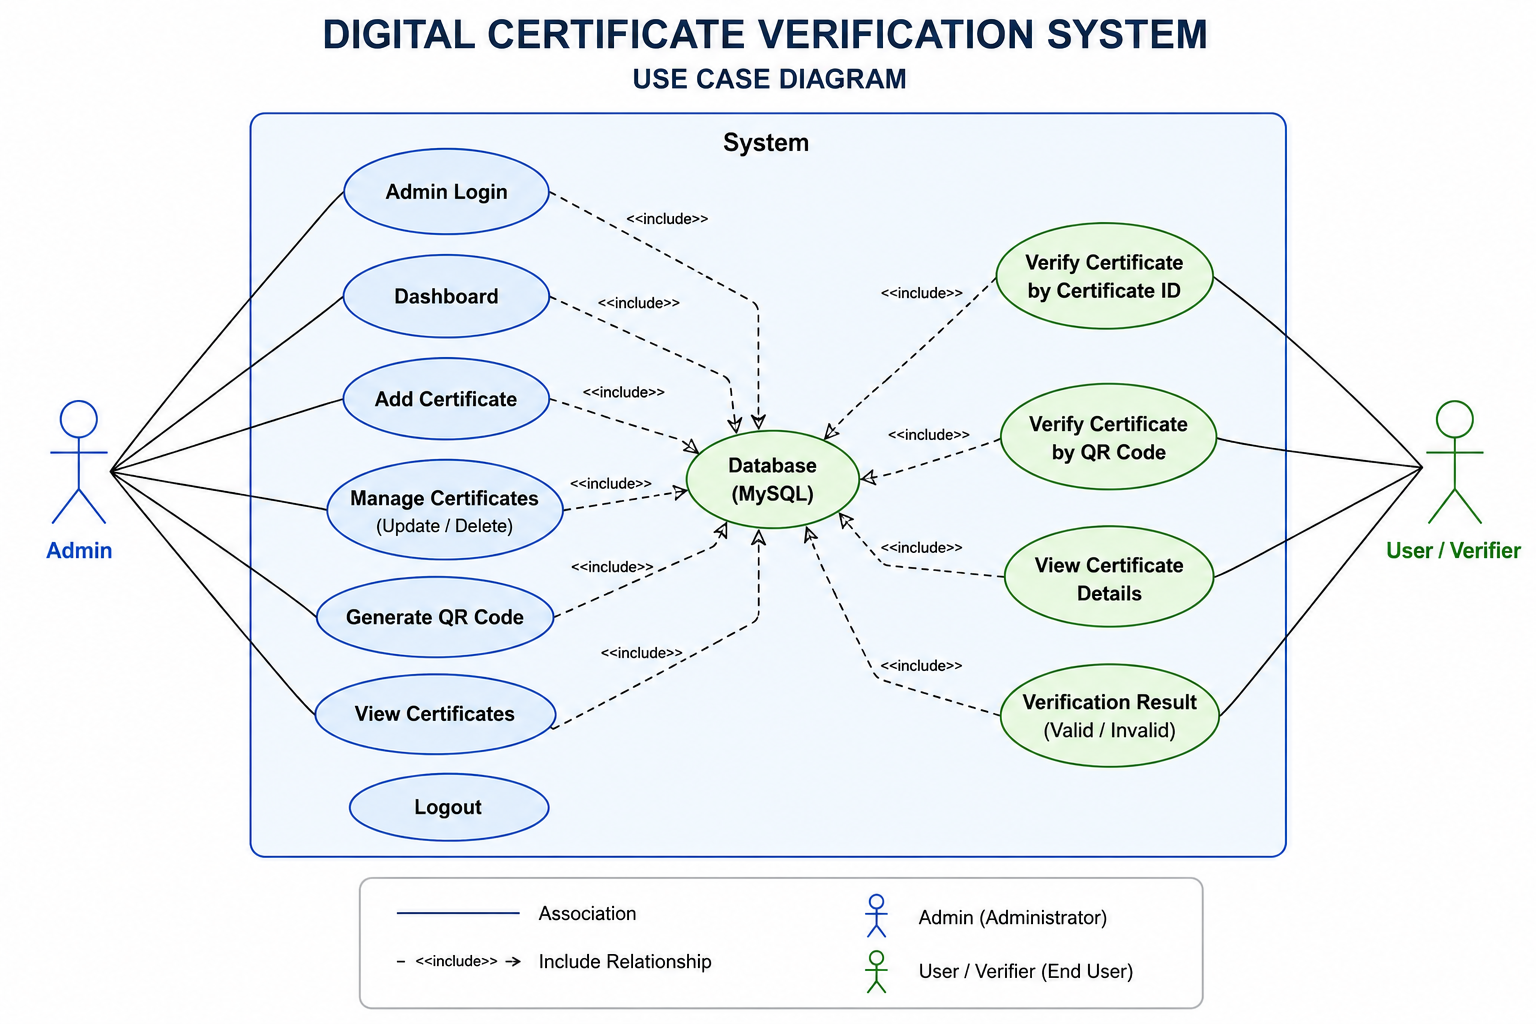 DIGITAL CERTIFICATE VERIFICATION SYSTEM
USE CASE DIAGRAM
System
Admin Login
<<include>>
Dashboard
<<include>>
Add Certificate
<<include>>
Manage Certificates
(Update / Delete)
<<include>>
Generate QR Code
<<include>>
View Certificates
<<include>>
Logout
Database
(MySQL)
Verify Certificate
by Certificate ID
<<include>>
Verify Certificate
by QR Code
<<include>>
View Certificate
Details
<<include>>
Verification Result
(Valid / Invalid)
<<include>>
Admin
User / Verifier
Association
<<include>>
Include Relationship
Admin (Administrator)
User / Verifier (End User)